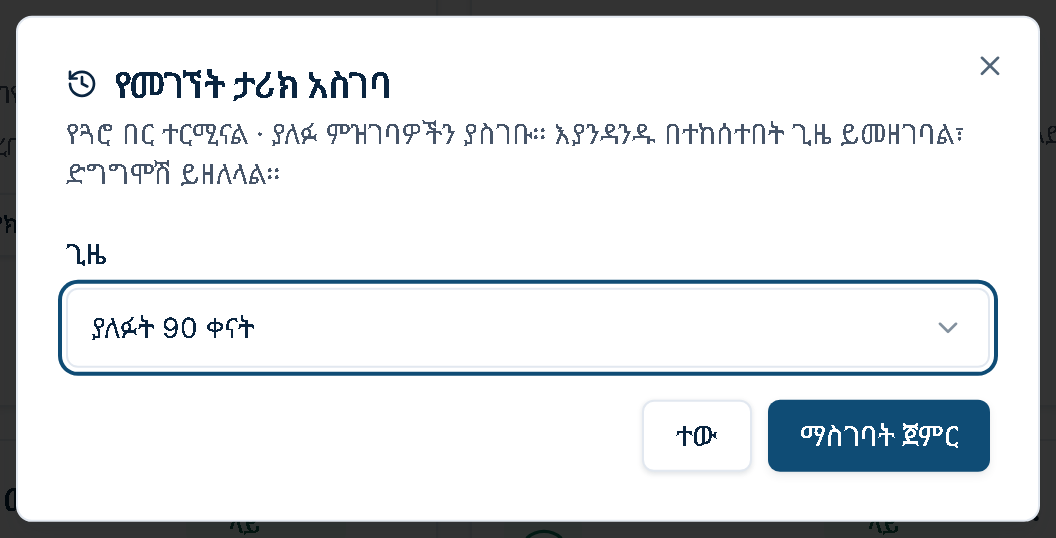 የመገኘት ታሪክ አስገባ
የጓሮ በር ተርሚናል · ያለፉ ምዝገባዎችን ያስገቡ። እያንዳንዱ በተከሰተበት ጊዜ ይመዘገባል፣
ድግግሞሽ ይዘለላል።
ጊዜ
ያለፉት 90 ቀናት
ተው
ማስገባት ጀምር